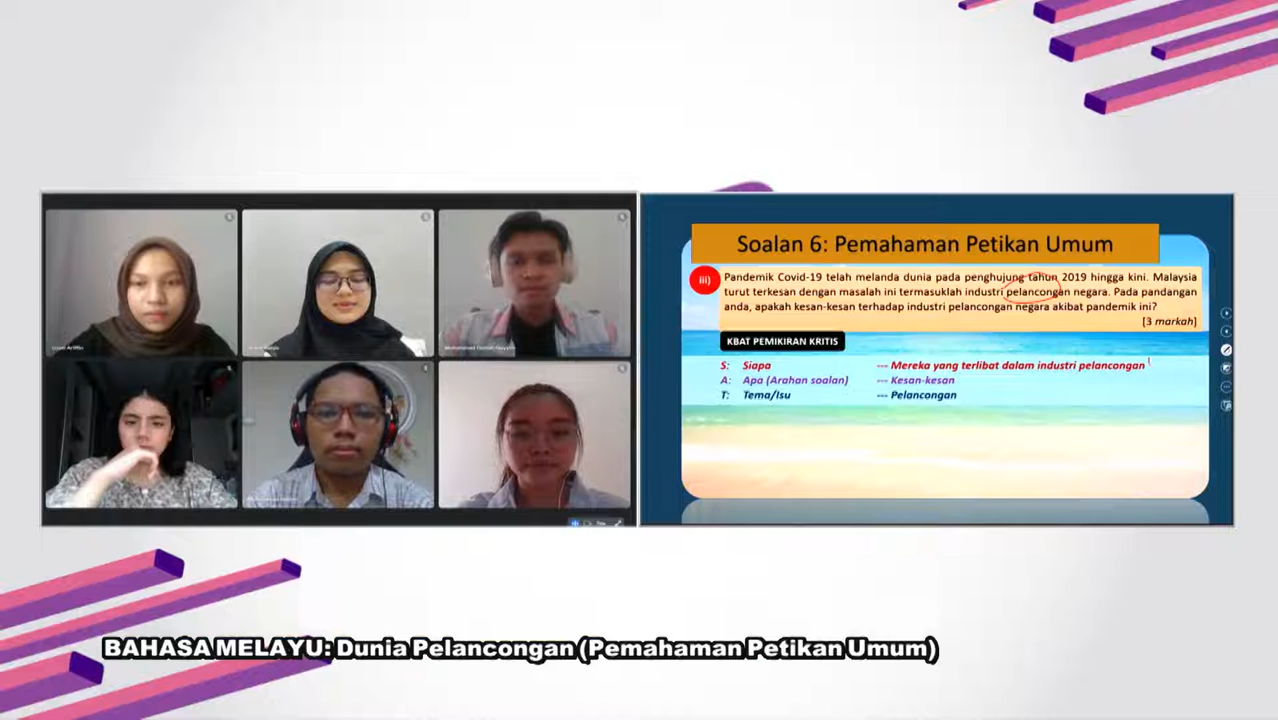 Soalan 6: Pemahaman Petikan Umum
iii)
Pandemik Covid-19 telah melanda dunia pada penghujung tahun 2019 hingga kini. Malaysia
turut terkesan dengan masalah ini termasuklah industri pelancongan negara. Pada pandangan
anda, apakah kesan-kesan terhadap industri pelancongan negara akibat pandemik ini?
[3 markah]
KBAT PEMIKIRAN KRITIS
S: Siapa --- Mereka yang terlibat dalam industri pelancongan
A: Apa (Arahan soalan) --- Kesan-kesan
T: Tema/Isu --- Pelancongan
BAHASA MELAYU: Dunia Pelancongan (Pemahaman Petikan Umum)